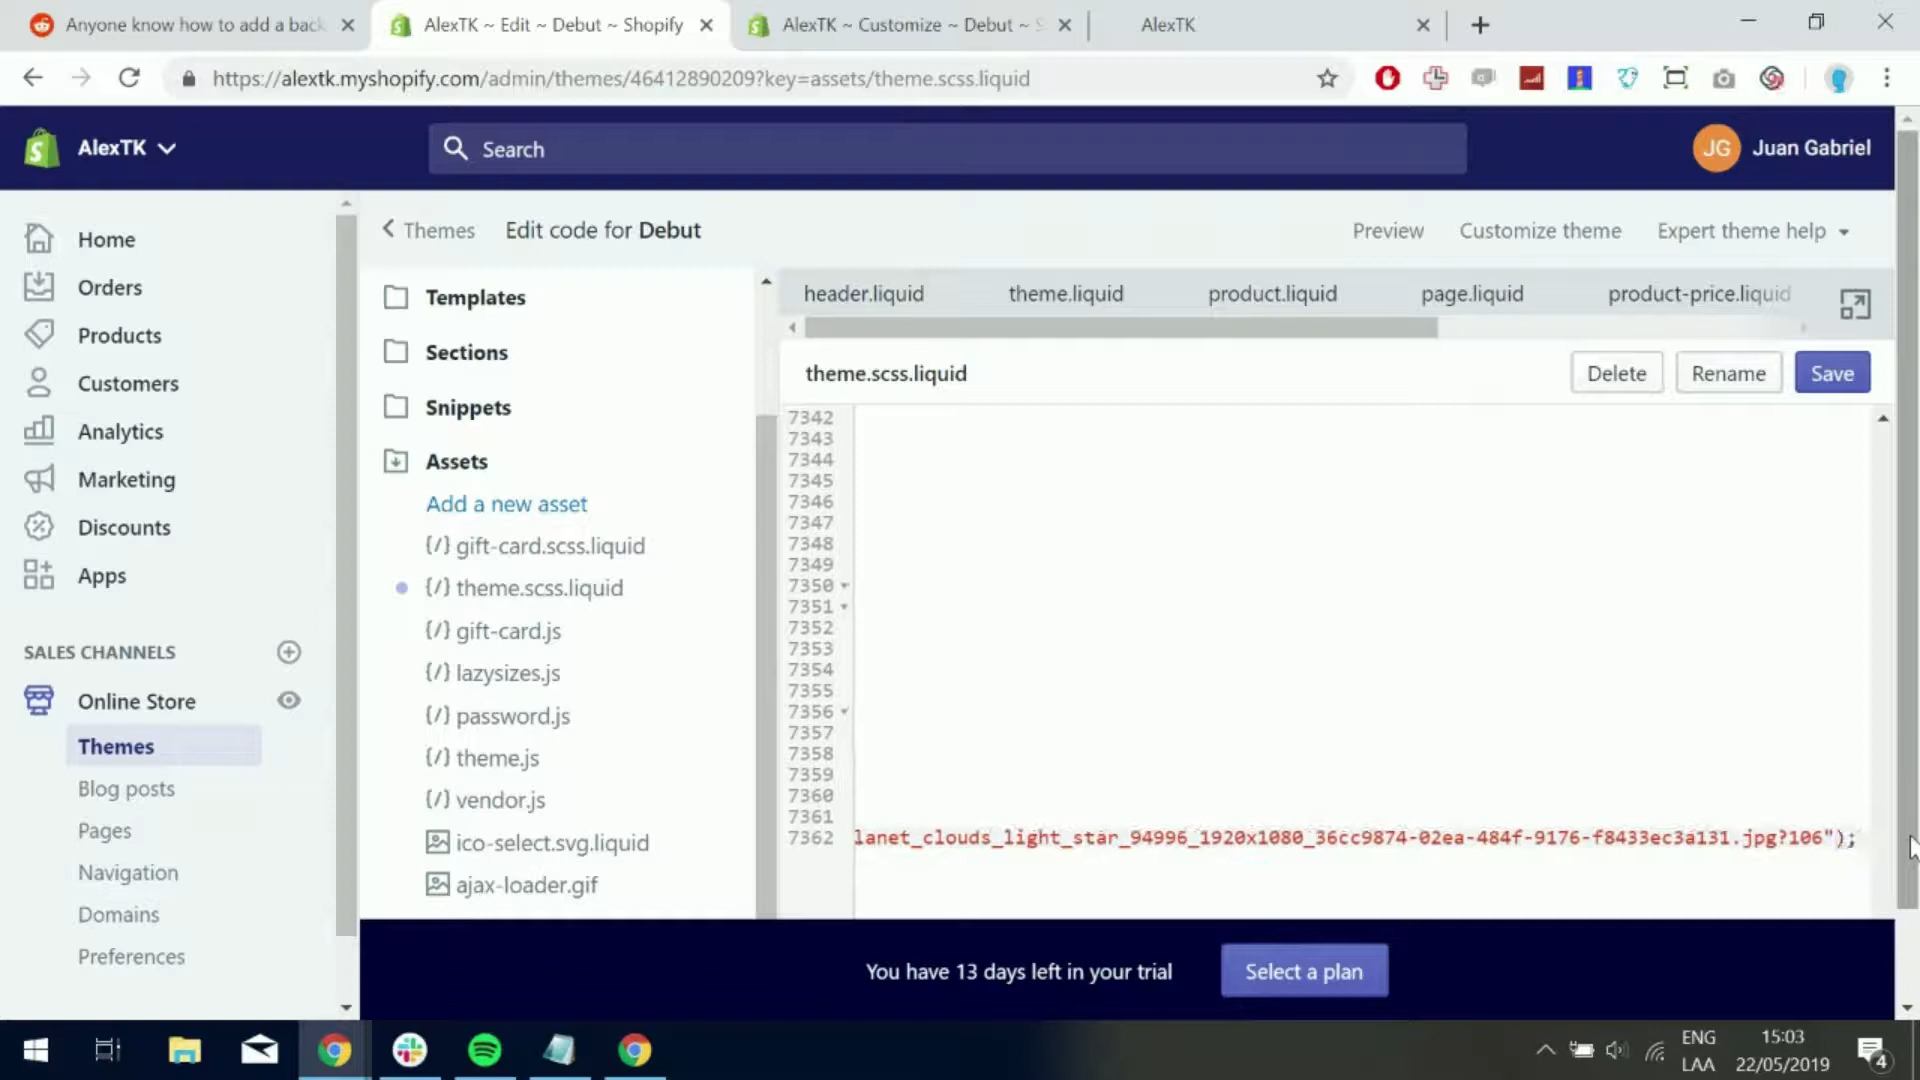 Anyone know how to add a back
AlexTK ~ Edit ~ Debut ~ Shopify
AlexTK ~ Customize ~ Debut ~ S
AlexTK
https://alextk.myshopify.com/admin/themes/46412890209?key=assets/theme.scss.liquid
AlexTK
Search
JG
Juan Gabriel
Home
Orders
Products
Customers
Analytics
Marketing
Discounts
Apps
SALES CHANNELS
Online Store
Themes
Blog posts
Pages
Navigation
Domains
Preferences
Themes
Edit code for Debut
Preview
Customize theme
Expert theme help
Templates
Sections
Snippets
Assets
Add a new asset
{/} gift-card.scss.liquid
{/} theme.scss.liquid
{/} gift-card.js
{/} lazysizes.js
{/} password.js
{/} theme.js
{/} vendor.js
ico-select.svg.liquid
ajax-loader.gif
header.liquid
theme.liquid
product.liquid
page.liquid
product-price.liquid
theme.scss.liquid
Delete
Rename
Save
7342
7343
7344
7345
7346
7347
7348
7349
7350
7351
7352
7353
7354
7355
7356
7357
7358
7359
7360
7361
7362 lanet_clouds_light_star_94996_1920x1080_36cc9874-02ea-484f-9176-f8433ec3a131.jpg?106");
You have 13 days left in your trial
Select a plan
ENG
LAA
15:03
22/05/2019
4